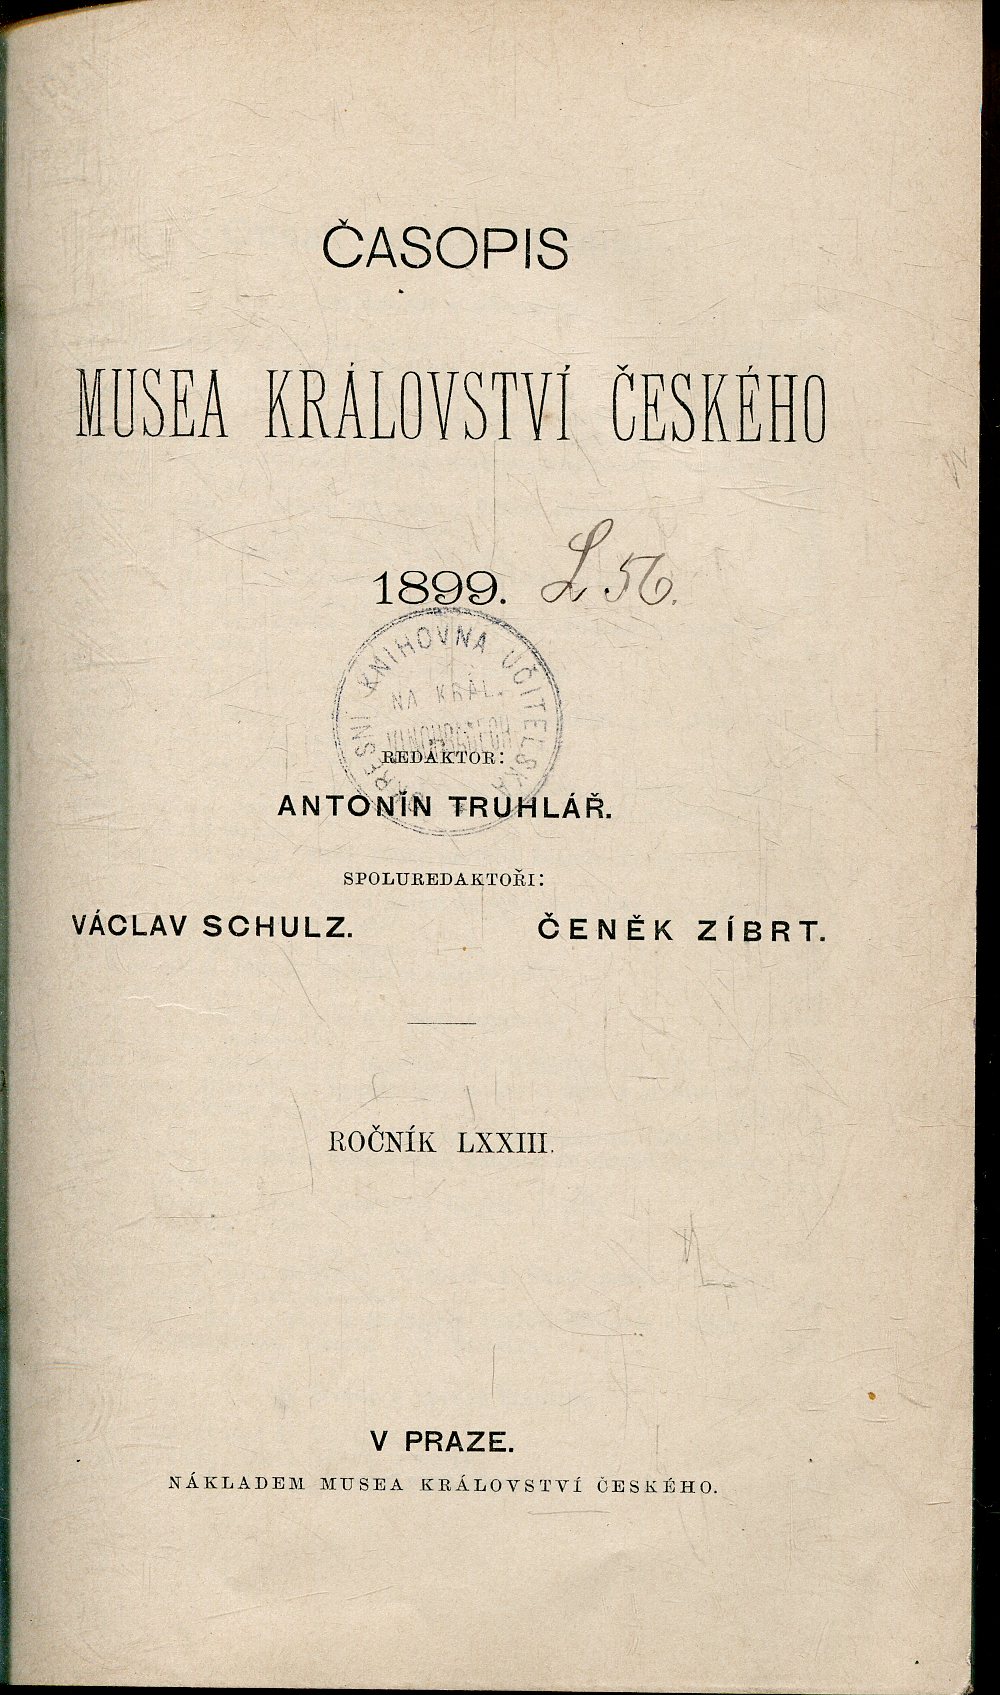 ČASOPIS
MUSEA KRÁLOVSTVÍ ČESKÉHO
1899. L 56.
OKRESNÍ KNIHOVNA UČITELSKÁ
NA KRÁL.
VINOHRADECH
REDAKTOR:
ANTONÍN TRUHLÁŘ.
SPOLUREDAKTOŘI:
VÁCLAV SCHULZ. ČENĚK ZÍBRT.
ROČNÍK LXXIII.
V PRAZE.
NÁKLADEM MUSEA KRÁLOVSTVÍ ČESKÉHO.